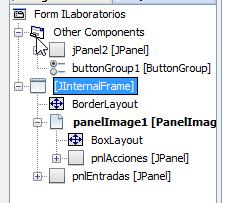 Form ILaboratorios
Other Components
jPanel2 [JPanel]
buttonGroup1 [ButtonGroup]
[JInternalFrame]
BorderLayout
panelImage1 [PanelImag
BoxLayout
pnlAcciones [JPanel]
pnlEntradas [JPanel]